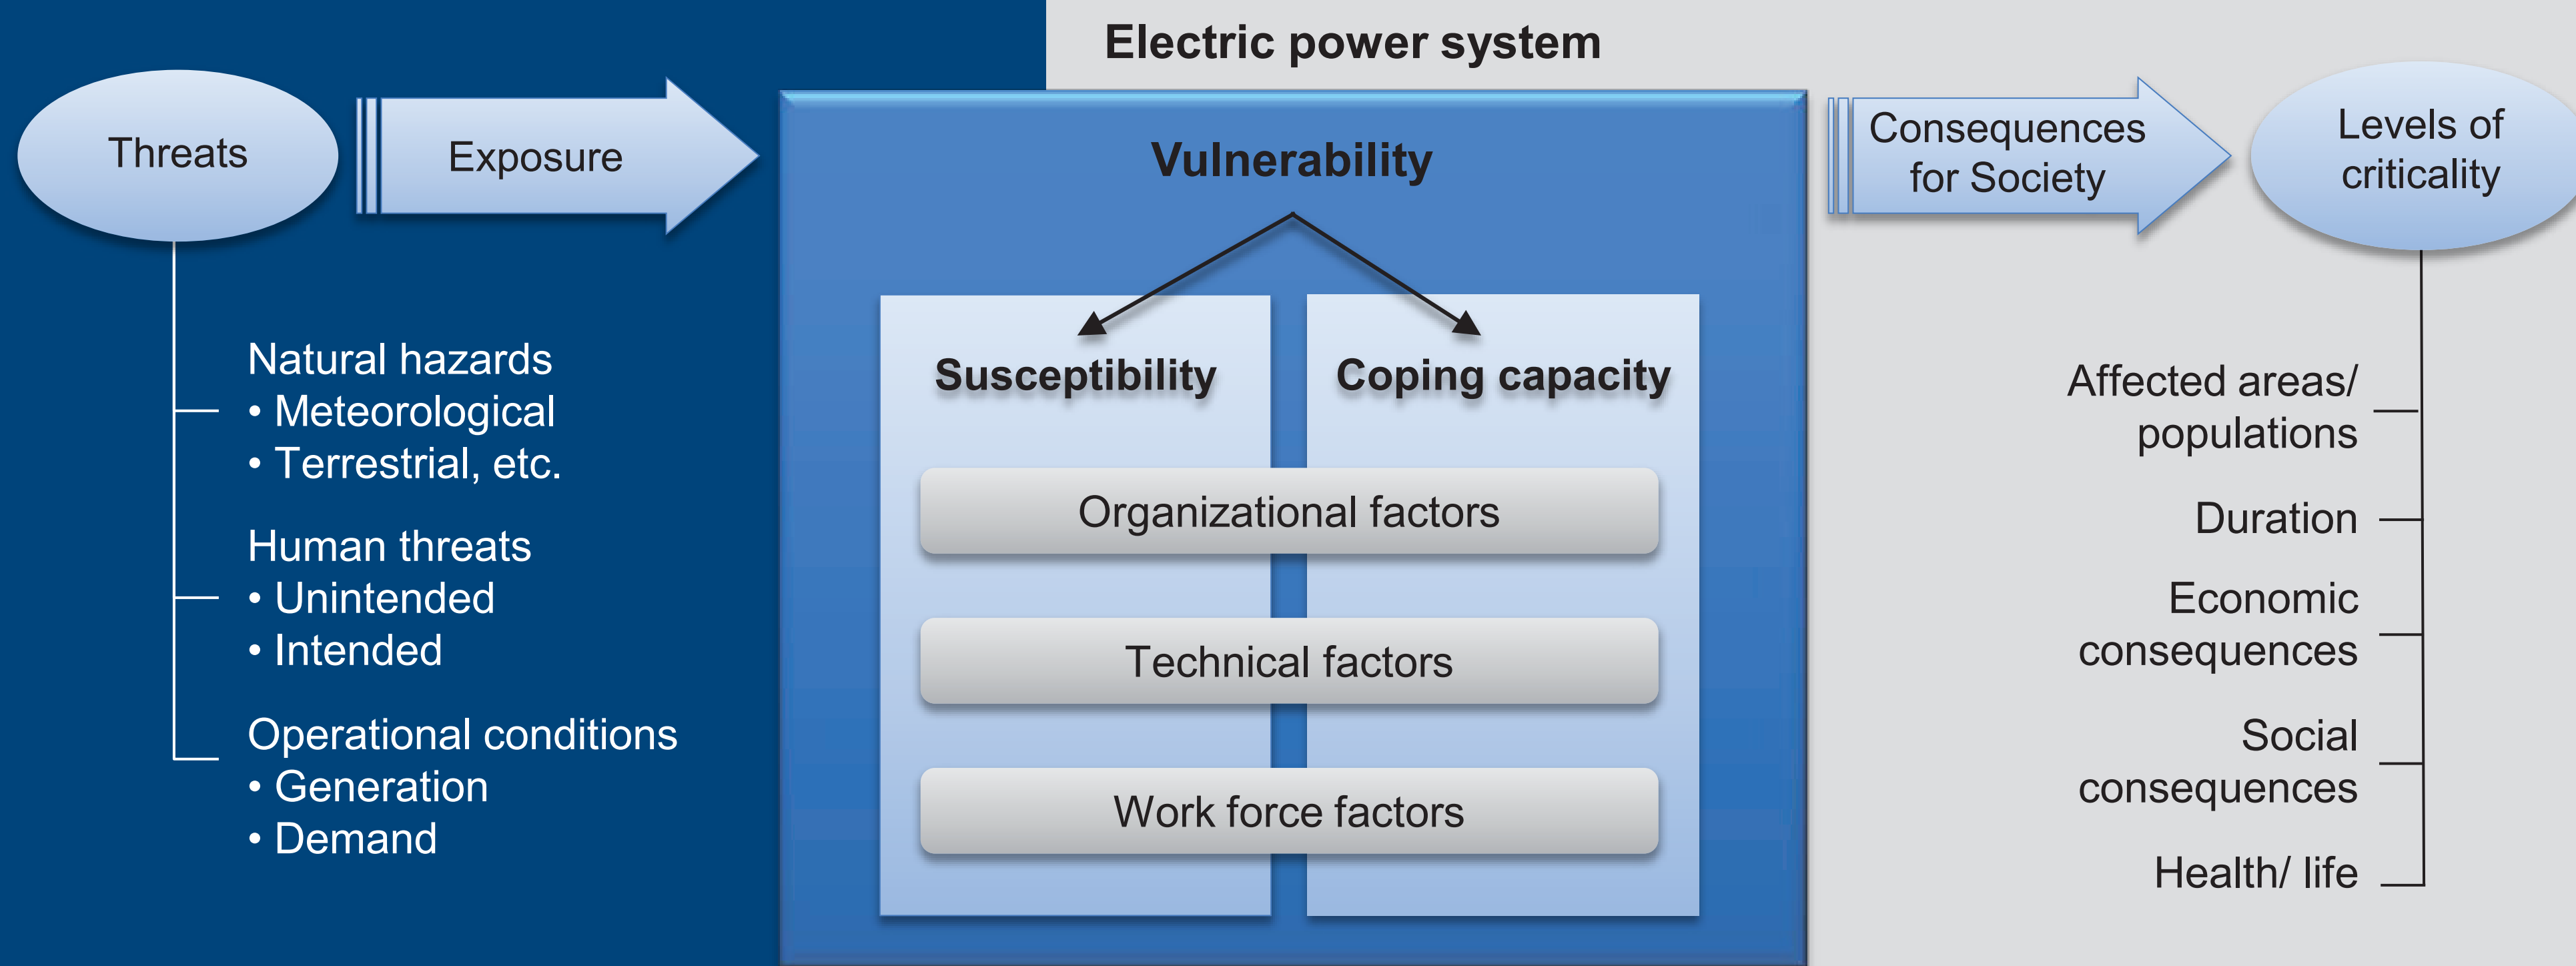 Electric power system
Threats
Exposure
Vulnerability
Consequences
for Society
Levels of
criticality
Natural hazards
• Meteorological
• Terrestrial, etc.
Human threats
• Unintended
• Intended
Operational conditions
• Generation
• Demand
Susceptibility
Coping capacity
Organizational factors
Technical factors
Work force factors
Affected areas/
populations
Duration
Economic
consequences
Social
consequences
Health/ life